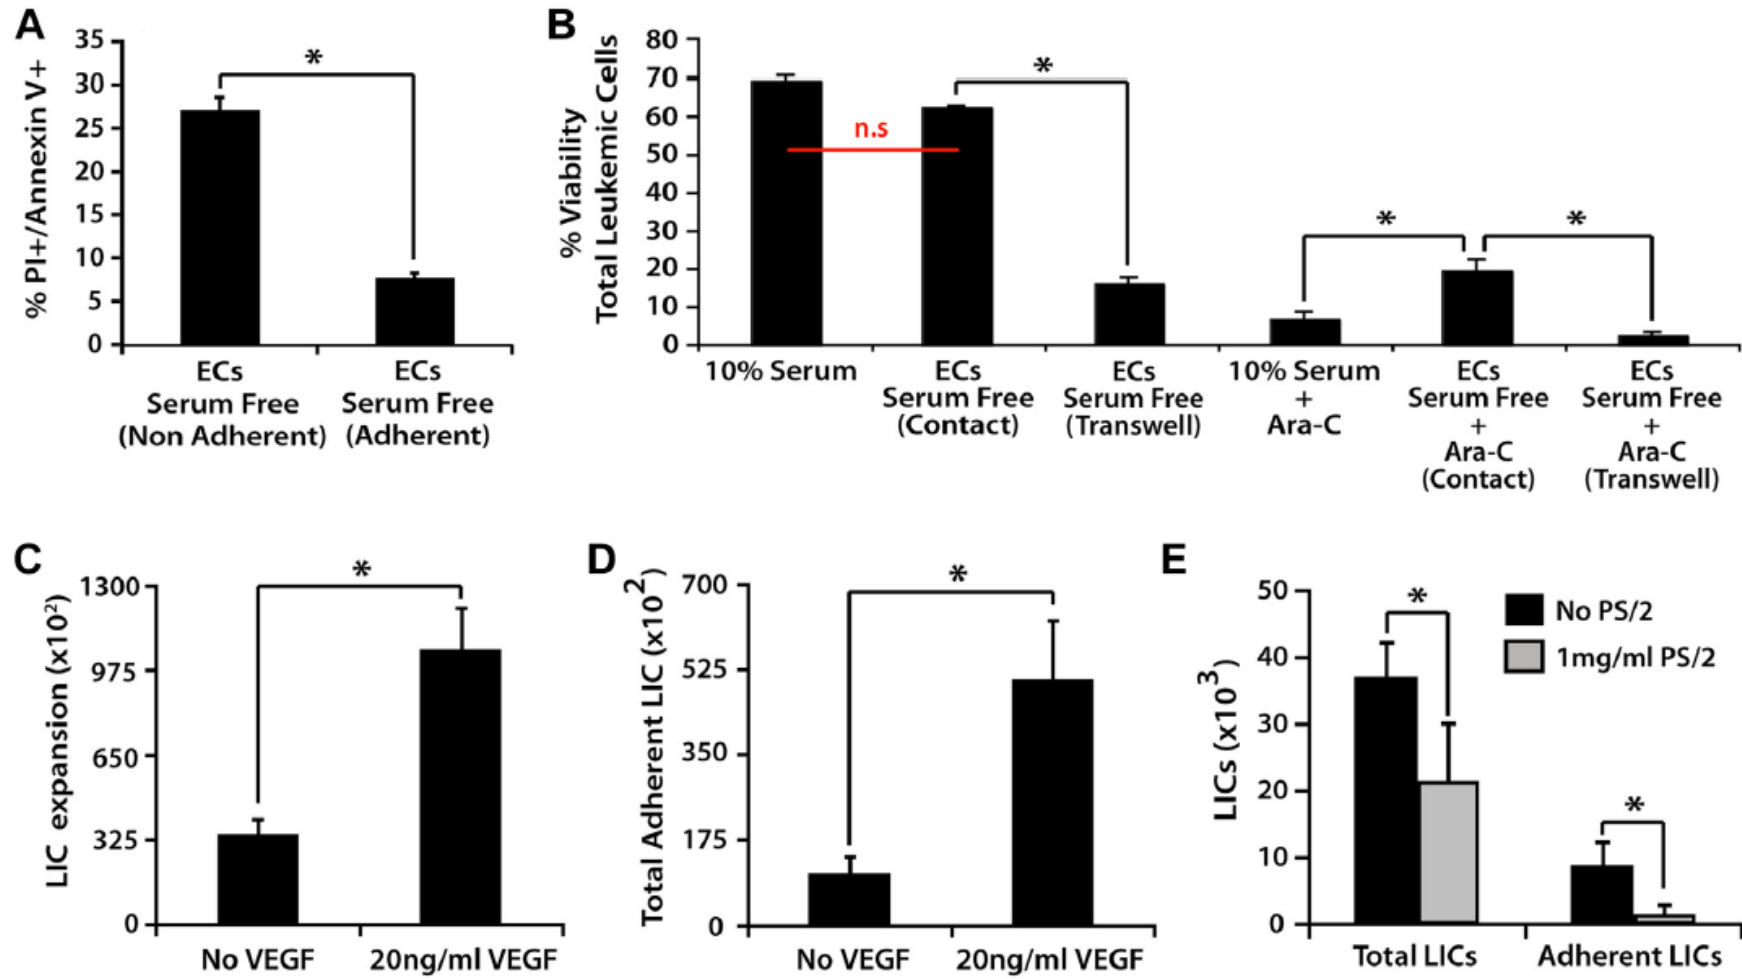 A
% PI+/Annexin V+
35
30
25
20
15
10
5
0
*
ECs
Serum Free
(Non Adherent)
ECs
Serum Free
(Adherent)
B
% Viability
Total Leukemic Cells
80
70
60
50
40
30
20
10
0
n.s
*
*
*
10% Serum
ECs
Serum Free
(Contact)
ECs
Serum Free
(Transwell)
10% Serum
+
Ara-C
ECs
Serum Free
+
Ara-C
(Contact)
ECs
Serum Free
+
Ara-C
(Transwell)
C
LIC expansion (x10²)
1300
975
650
325
0
*
No VEGF
20ng/ml VEGF
D
Total Adherent LIC (x10²)
700
525
350
175
0
*
No VEGF
20ng/ml VEGF
E
LICs (x10³)
50
40
30
20
10
0
*
*
No PS/2
1mg/ml PS/2
Total LICs
Adherent LICs